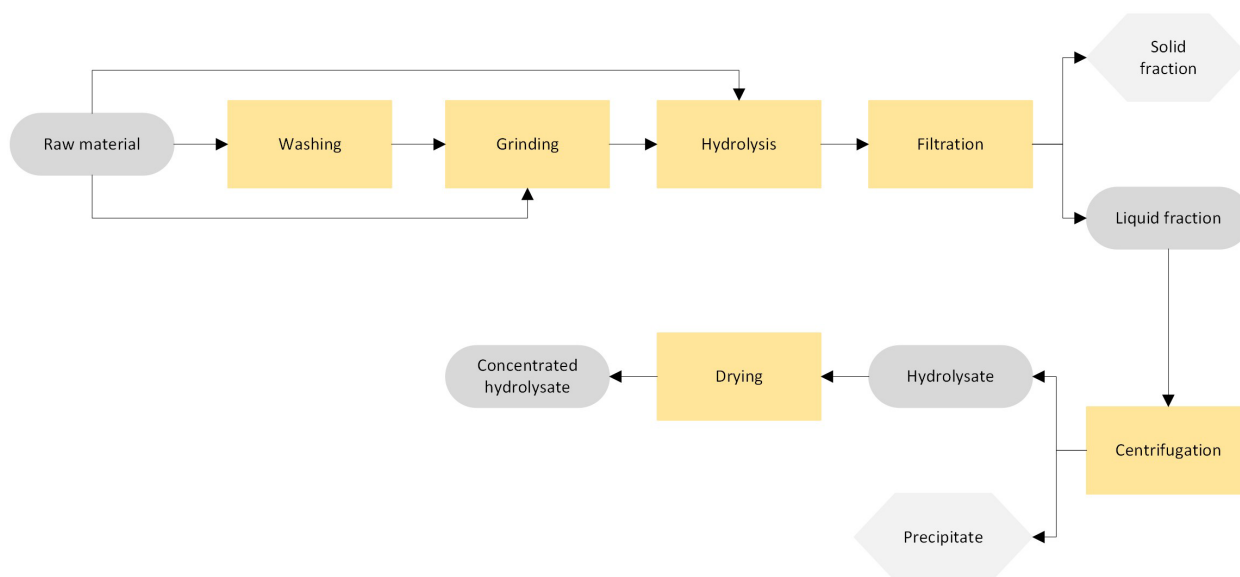 Solid
fraction
Raw material
Washing
Grinding
Hydrolysis
Filtration
Liquid fraction
Concentrated
hydrolysate
Drying
Hydrolysate
Centrifugation
Precipitate